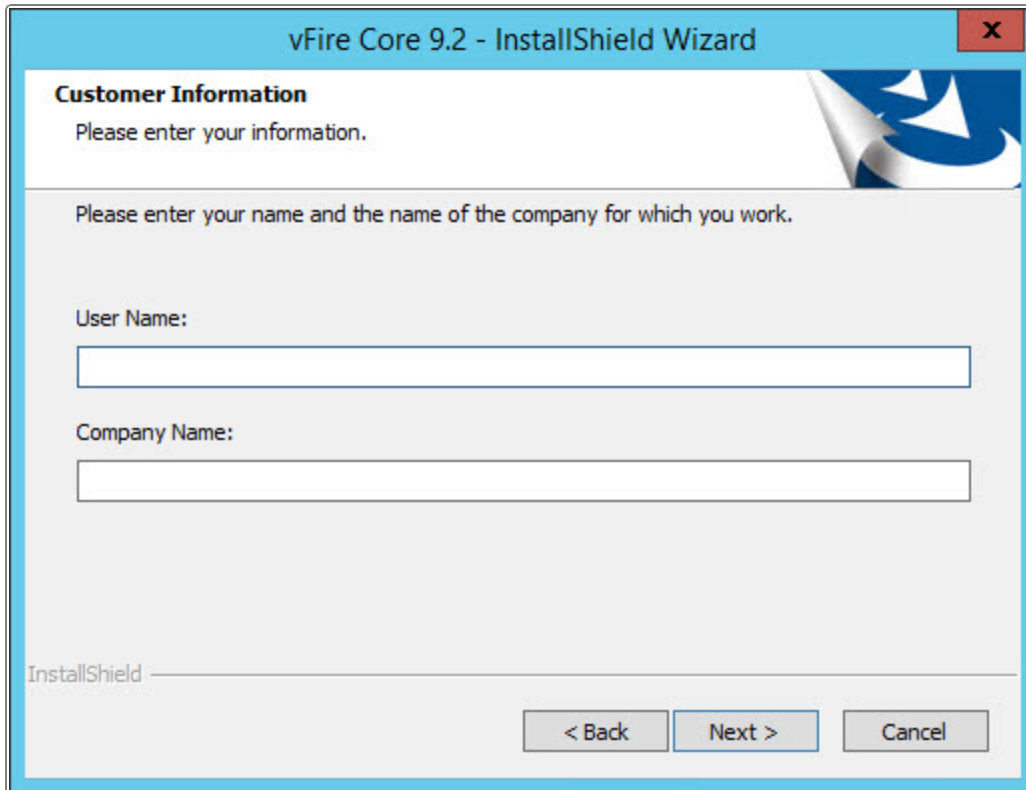 vFire Core 9.2 - InstallShield Wizard
x
Customer Information
Please enter your information.
Please enter your name and the name of the company for which you work.
User Name:
Company Name:
InstallShield
< Back Next > Cancel